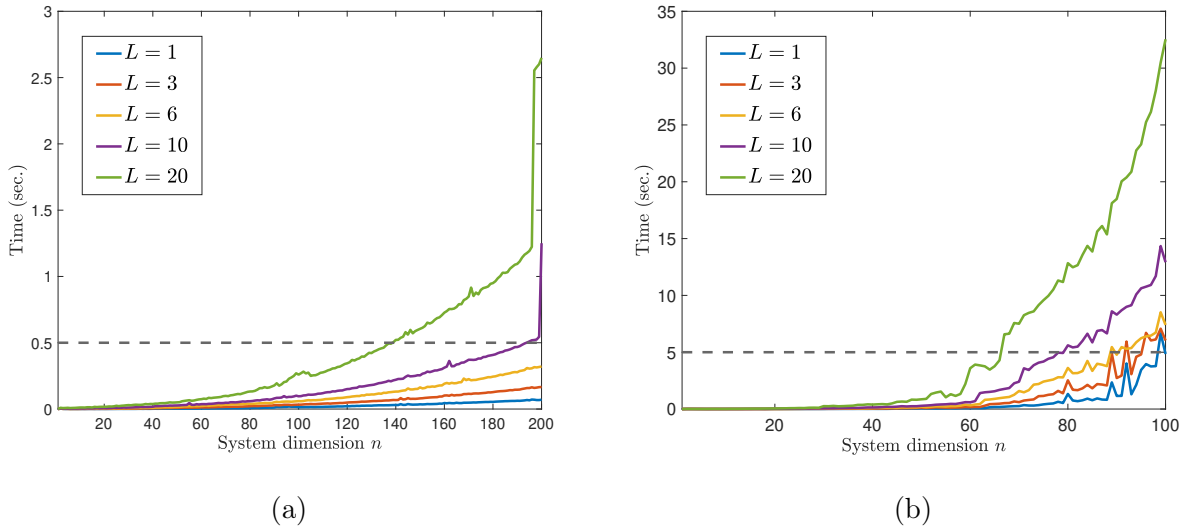 3
2.5
2
1.5
1
0.5
0
Time (sec.)
L = 1
L = 3
L = 6
L = 10
L = 20
20 40 60 80 100 120 140 160 180 200
System dimension n
(a)
35
30
25
20
15
10
5
0
Time (sec.)
L = 1
L = 3
L = 6
L = 10
L = 20
20 40 60 80 100
System dimension n
(b)